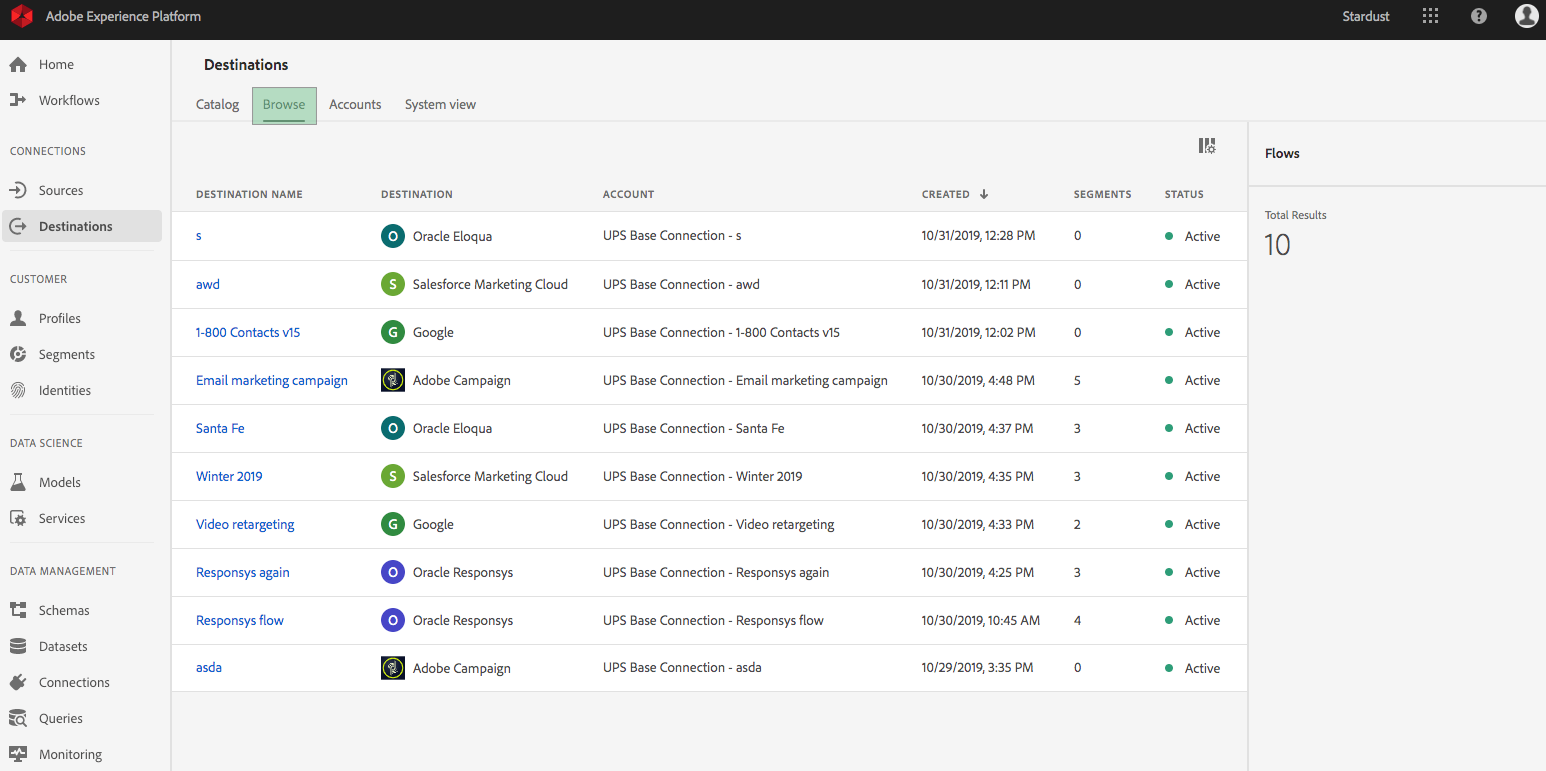 Adobe Experience Platform
Stardust
Home
Workflows
CONNECTIONS
Sources
Destinations
CUSTOMER
Profiles
Segments
Identities
DATA SCIENCE
Models
Services
DATA MANAGEMENT
Schemas
Datasets
Connections
Queries
Monitoring
Destinations
Catalog Browse Accounts System view
DESTINATION NAME DESTINATION ACCOUNT CREATED SEGMENTS STATUS
s O Oracle Eloqua UPS Base Connection - s 10/31/2019, 12:28 PM 0 Active
awd S Salesforce Marketing Cloud UPS Base Connection - awd 10/31/2019, 12:11 PM 0 Active
1-800 Contacts v15 G Google UPS Base Connection - 1-800 Contacts v15 10/31/2019, 12:02 PM 0 Active
Email marketing campaign Adobe Campaign UPS Base Connection - Email marketing campaign 10/30/2019, 4:48 PM 5 Active
Santa Fe O Oracle Eloqua UPS Base Connection - Santa Fe 10/30/2019, 4:37 PM 3 Active
Winter 2019 S Salesforce Marketing Cloud UPS Base Connection - Winter 2019 10/30/2019, 4:35 PM 3 Active
Video retargeting G Google UPS Base Connection - Video retargeting 10/30/2019, 4:33 PM 2 Active
Responsys again O Oracle Responsys UPS Base Connection - Responsys again 10/30/2019, 4:25 PM 3 Active
Responsys flow O Oracle Responsys UPS Base Connection - Responsys flow 10/30/2019, 10:45 AM 4 Active
asda Adobe Campaign UPS Base Connection - asda 10/29/2019, 3:35 PM 0 Active
Flows
Total Results
10